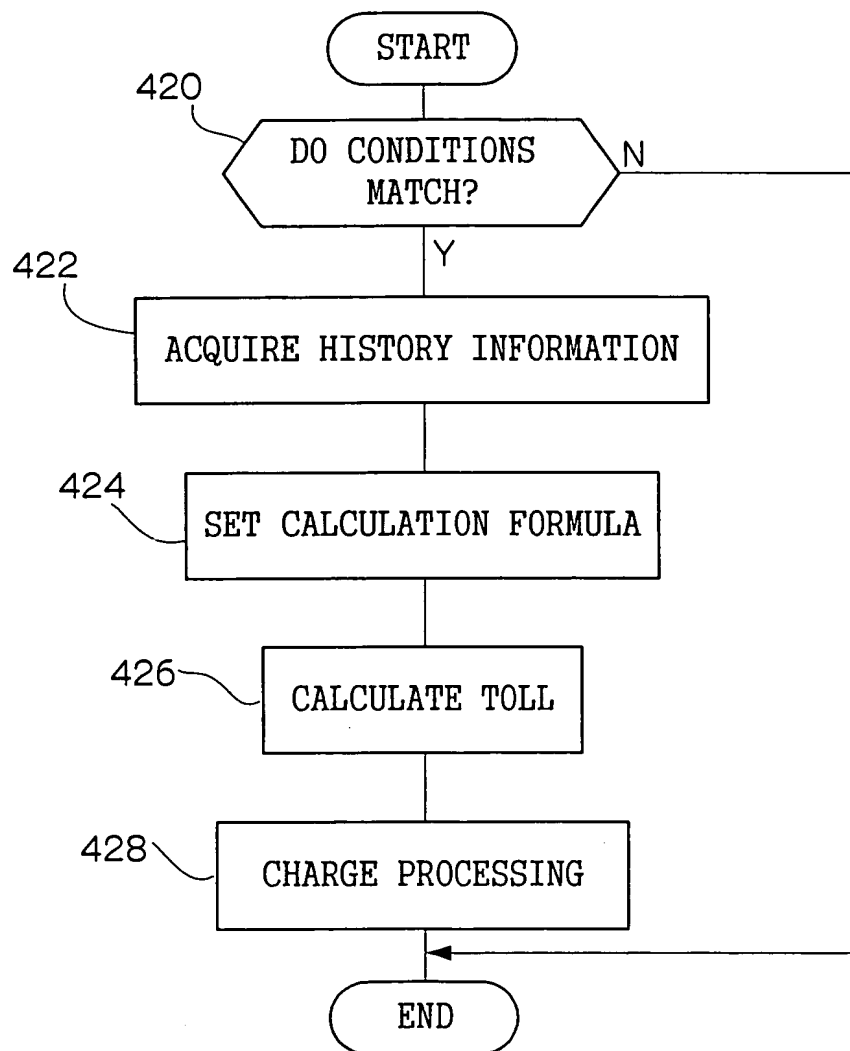 START
420
DO CONDITIONS
MATCH?
N
Y
422
ACQUIRE HISTORY INFORMATION
424
SET CALCULATION FORMULA
426
CALCULATE TOLL
428
CHARGE PROCESSING
END